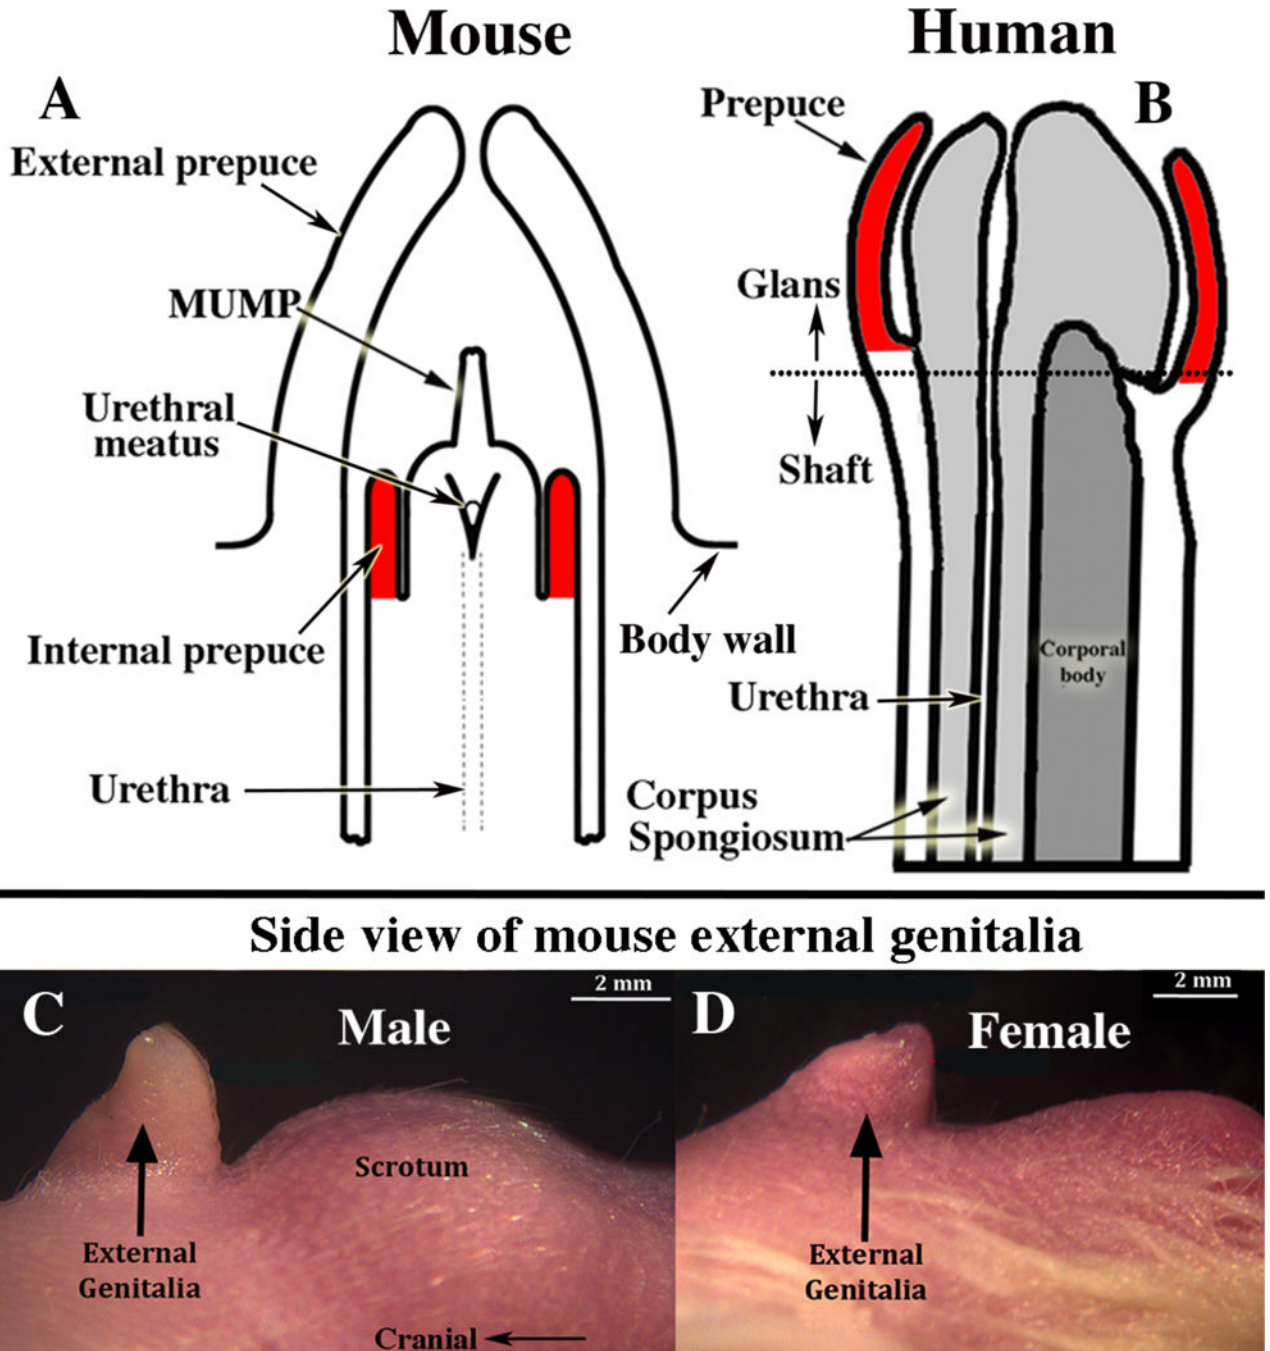 Mouse
Human
A
B
Prepuce
External prepuce
Glans
MUMP
Urethral
meatus
Shaft
Internal prepuce
Body wall
Corporal
body
Urethra
Urethra
Corpus
Spongiosum
Side view of mouse external genitalia
C
Male
2 mm
D
Female
2 mm
Scrotum
External
Genitalia
External
Genitalia
Cranial